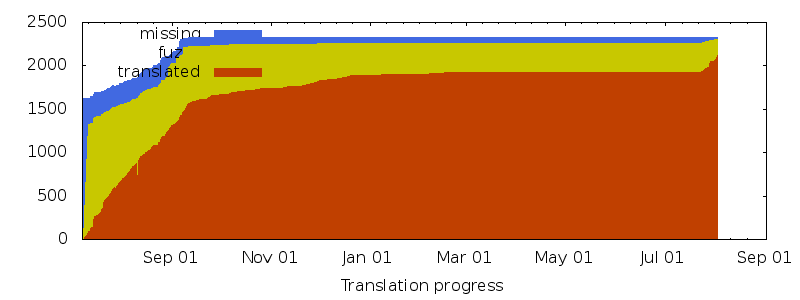 2500
2000
1500
1000
500
0
missing
fuz
translated
Sep 01
Nov 01
Jan 01
Mar 01
May 01
Jul 01
Sep 01
Translation progress